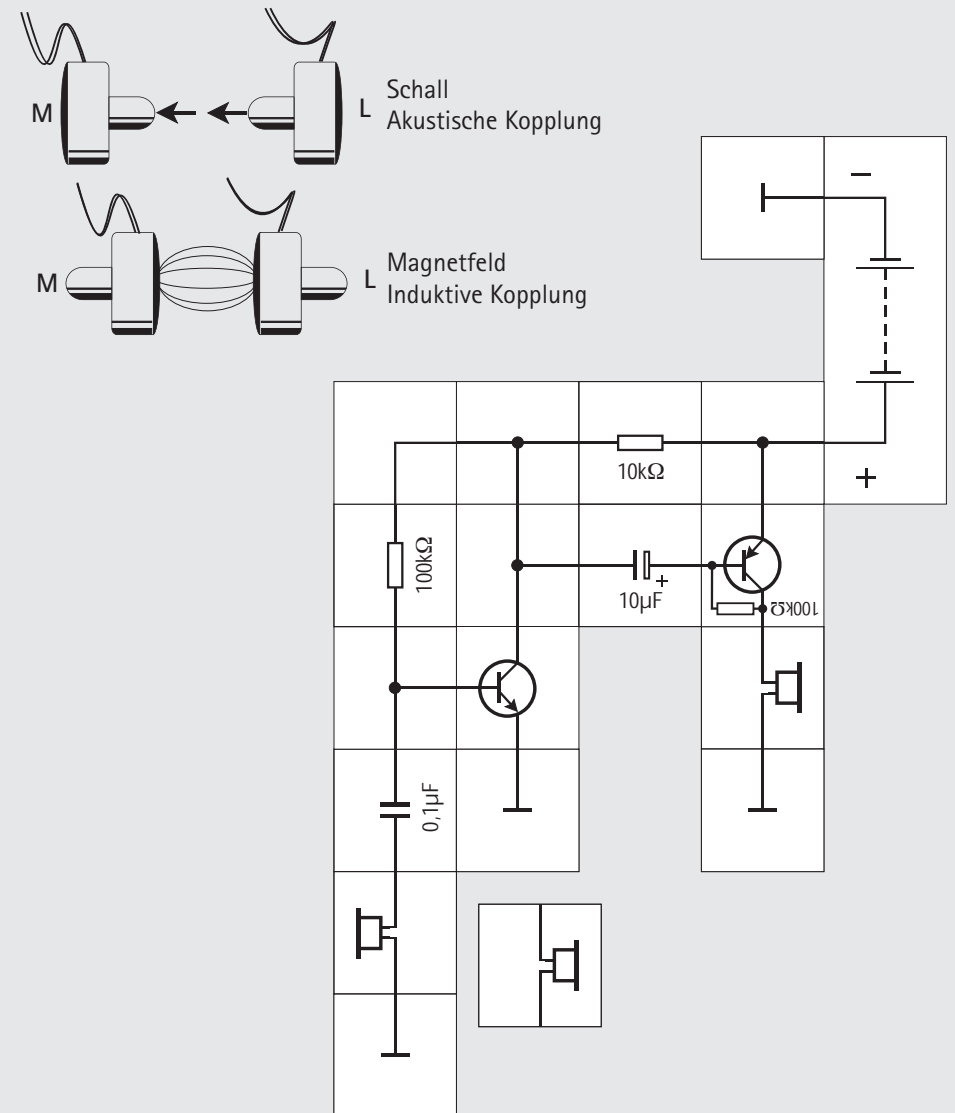 M
L
Schall
Akustische Kopplung
M
L
Magnetfeld
Induktive Kopplung
−
+
10kΩ
100kΩ
10µF
+
100kΩ
0,1µF